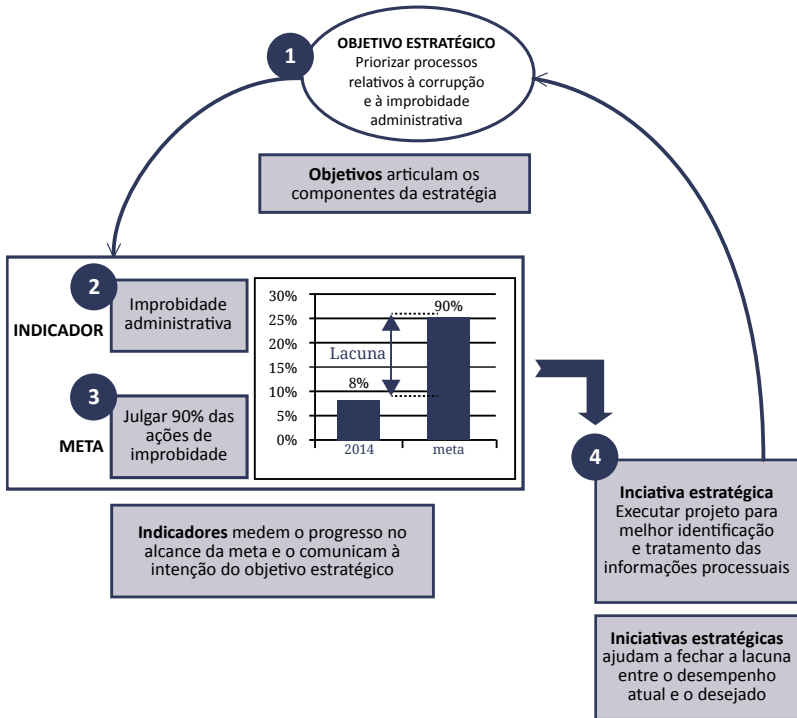 1
OBJETIVO ESTRATÉGICO
Priorizar processos
relativos à corrupção
e à improbidade
administrativa
Objetivos articulam os
componentes da estratégia
2
INDICADOR
Improbidade
administrativa
3
META
Julgar 90% das
ações de
improbidade
30%
25%
20%
15%
10%
5%
0%
Lacuna
8%
90%
2014
meta
Indicadores medem o progresso no
alcance da meta e o comunicam à
intenção do objetivo estratégico
4
Inciativa estratégica
Executar projeto para
melhor identificação
e tratamento das
informações processuais
Iniciativas estratégicas
ajudam a fechar a lacuna
entre o desempenho
atual e o desejado